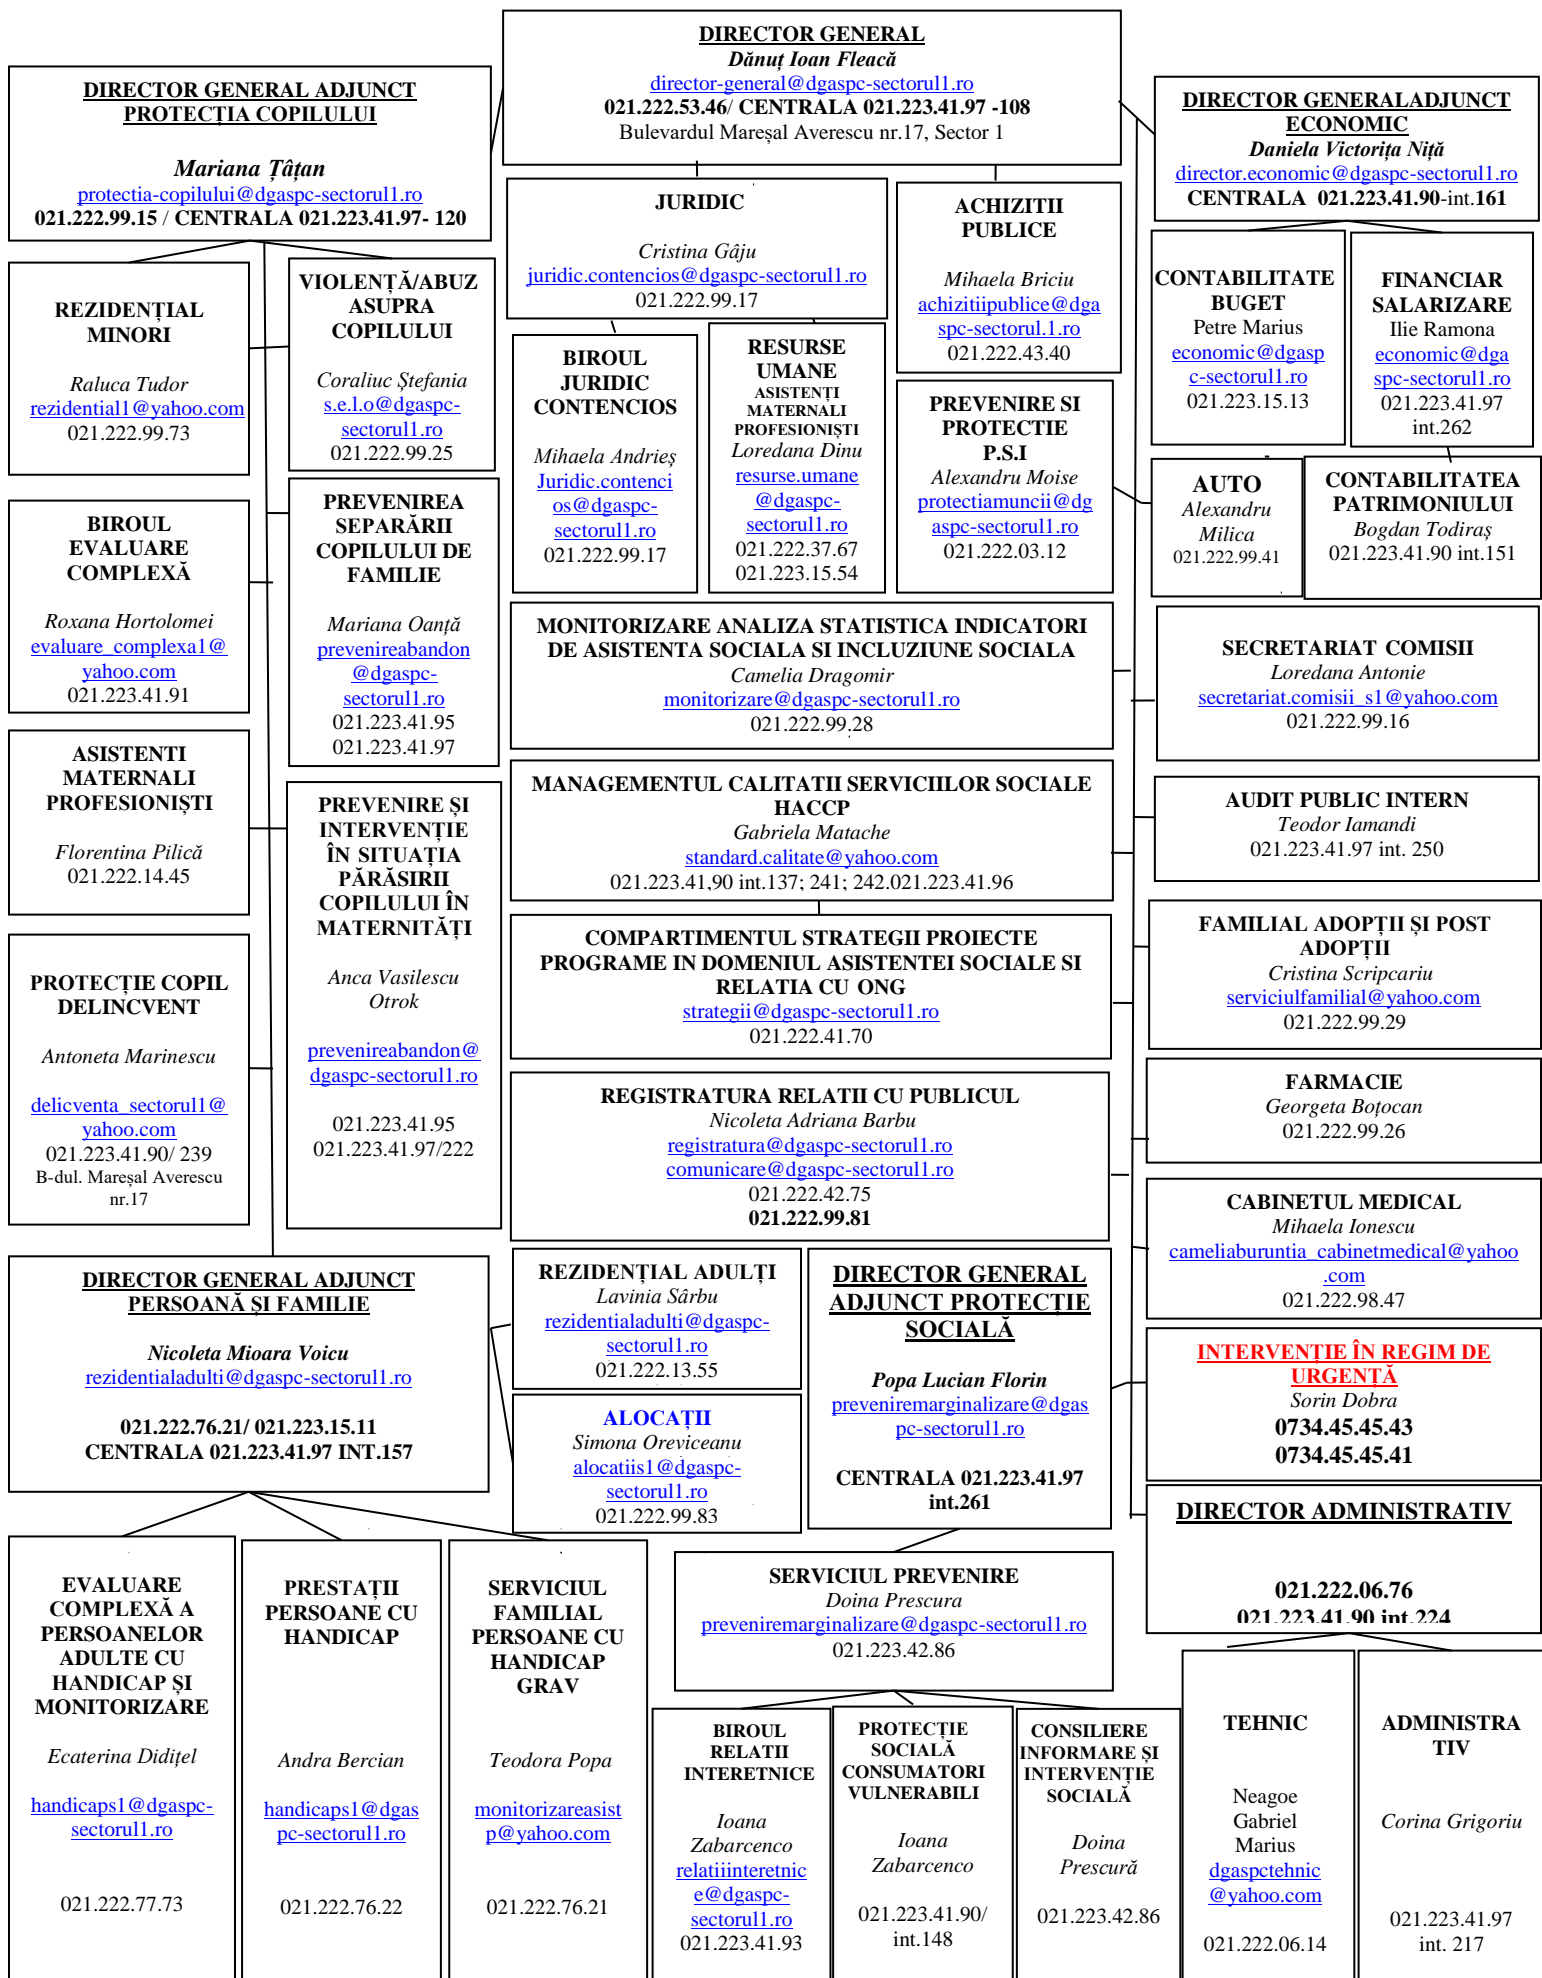 DIRECTOR GENERAL
Dănuț Ioan Fleacă
director-general@dgaspc-sectorul1.ro
021.222.53.46/ CENTRALA 021.223.41.97 -108
Bulevardul Mareșal Averescu nr.17, Sector 1
DIRECTOR GENERAL ADJUNCT
PROTECȚIA COPILULUI
Mariana Țâțan
protectia-copilului@dgaspc-sectorul1.ro
021.222.99.15 / CENTRALA 021.223.41.97- 120
DIRECTOR GENERALADJUNCT
ECONOMIC
Daniela Victorița Niță
director.economic@dgaspc-sectorul1.ro
CENTRALA 021.223.41.90-int.161
JURIDIC
Cristina Gâju
juridic.contencios@dgaspc-sectorul1.ro
021.222.99.17
ACHIZITII
PUBLICE
Mihaela Briciu
achizitiipublice@dga
spc-sectorul.1.ro
021.222.43.40
REZIDENȚIAL
MINORI
Raluca Tudor
rezidential1@yahoo.com
021.222.99.73
VIOLENȚĂ/ABUZ
ASUPRA
COPILULUI
Coraliuc Ștefania
s.e.l.o@dgaspc-
sectorul1.ro
021.222.99.25
CONTABILITATE
BUGET
Petre Marius
economic@dgasp
c-sectorul1.ro
021.223.15.13
FINANCIAR
SALARIZARE
Ilie Ramona
economic@dga
spc-sectorul1.ro
021.223.41.97
int.262
BIROUL
JURIDIC
CONTENCIOS
Mihaela Andrieș
Juridic.contenci
os@dgaspc-
sectorul1.ro
021.222.99.17
RESURSE
UMANE
ASISTENȚI
MATERNALI
PROFESIONIȘTI
Loredana Dinu
resurse.umane
@dgaspc-
sectorul1.ro
021.222.37.67
021.223.15.54
PREVENIRE SI
PROTECTIE
P.S.I
Alexandru Moise
protectiamuncii@dg
aspc-sectorul1.ro
021.222.03.12
AUTO
Alexandru
Milica
021.222.99.41
CONTABILITATEA
PATRIMONIULUI
Bogdan Todiraș
021.223.41.90 int.151
BIROUL
EVALUARE
COMPLEXĂ
Roxana Hortolomei
evaluare_complexa1@
yahoo.com
021.223.41.91
PREVENIREA
SEPARĂRII
COPILULUI DE
FAMILIE
Mariana Oanță
prevenireabandon
@dgaspc-
sectorul1.ro
021.223.41.95
021.223.41.97
MONITORIZARE ANALIZA STATISTICA INDICATORI
DE ASISTENTA SOCIALA SI INCLUZIUNE SOCIALA
Camelia Dragomir
monitorizare@dgaspc-sectorul1.ro
021.222.99.28
SECRETARIAT COMISII
Loredana Antonie
secretariat.comisii_s1@yahoo.com
021.222.99.16
ASISTENTI
MATERNALI
PROFESIONIȘTI
Florentina Pilică
021.222.14.45
PREVENIRE ȘI
INTERVENȚIE
ÎN SITUAȚIA
PĂRĂSIRII
COPILULUI ÎN
MATERNITĂȚI
Anca Vasilescu
Otrok
prevenireabandon@
dgaspc-sectorul1.ro
021.223.41.95
021.223.41.97/222
MANAGEMENTUL CALITATII SERVICIILOR SOCIALE
HACCP
Gabriela Matache
standard.calitate@yahoo.com
021.223.41,90 int.137; 241; 242.021.223.41.96
AUDIT PUBLIC INTERN
Teodor Iamandi
021.223.41.97 int. 250
COMPARTIMENTUL STRATEGII PROIECTE
PROGRAME IN DOMENIUL ASISTENTEI SOCIALE SI
RELATIA CU ONG
strategii@dgaspc-sectorul1.ro
021.222.41.70
FAMILIAL ADOPȚII ȘI POST
ADOPȚII
Cristina Scripcariu
serviciulfamilial@yahoo.com
021.222.99.29
PROTECȚIE COPIL
DELINCVENT
Antoneta Marinescu
delicventa_sectorul1@
yahoo.com
021.223.41.90/ 239
B-dul. Mareșal Averescu
nr.17
REGISTRATURA RELATII CU PUBLICUL
Nicoleta Adriana Barbu
registratura@dgaspc-sectorul1.ro
comunicare@dgaspc-sectorul1.ro
021.222.42.75
021.222.99.81
FARMACIE
Georgeta Boțocan
021.222.99.26
CABINETUL MEDICAL
Mihaela Ionescu
cameliaburuntia_cabinetmedical@yahoo
.com
021.222.98.47
DIRECTOR GENERAL ADJUNCT
PERSOANĂ ȘI FAMILIE
Nicoleta Mioara Voicu
rezidentialadulti@dgaspc-sectorul1.ro
021.222.76.21/ 021.223.15.11
CENTRALA 021.223.41.97 INT.157
REZIDENȚIAL ADULȚI
Lavinia Sârbu
rezidentialadulti@dgaspc-
sectorul1.ro
021.222.13.55
ALOCAȚII
Simona Oreviceanu
alocatiis1@dgaspc-
sectorul1.ro
021.222.99.83
DIRECTOR GENERAL
ADJUNCT PROTECȚIE
SOCIALĂ
Popa Lucian Florin
preveniremarginalizare@dgas
pc-sectorul1.ro
CENTRALA 021.223.41.97
int.261
INTERVENȚIE ÎN REGIM DE
URGENȚĂ
Sorin Dobra
0734.45.45.43
0734.45.45.41
DIRECTOR ADMINISTRATIV
021.222.06.76
021.223.41.90 int.224
EVALUARE
COMPLEXĂ A
PERSOANELOR
ADULTE CU
HANDICAP ȘI
MONITORIZARE
Ecaterina Didițel
handicaps1@dgaspc-
sectorul1.ro
021.222.77.73
PRESTAȚII
PERSOANE CU
HANDICAP
Andra Bercian
handicaps1@dgas
pc-sectorul1.ro
021.222.76.22
SERVICIUL
FAMILIAL
PERSOANE CU
HANDICAP
GRAV
Teodora Popa
monitorizareasist
p@yahoo.com
021.222.76.21
SERVICIUL PREVENIRE
Doina Prescura
preveniremarginalizare@dgaspc-sectorul1.ro
021.223.42.86
BIROUL
RELATII
INTERETNICE
Ioana
Zabarcenco
relatiiinteretnic
e@dgaspc-
sectorul1.ro
021.223.41.93
PROTECȚIE
SOCIALĂ
CONSUMATORI
VULNERABILI
Ioana
Zabarcenco
021.223.41.90/
int.148
CONSILIERE
INFORMARE ȘI
INTERVENȚIE
SOCIALĂ
Doina
Prescură
021.223.42.86
TEHNIC
Neagoe
Gabriel
Marius
dgaspctehnic
@yahoo.com
021.222.06.14
ADMINISTRA
TIV
Corina Grigoriu
021.223.41.97
int. 217